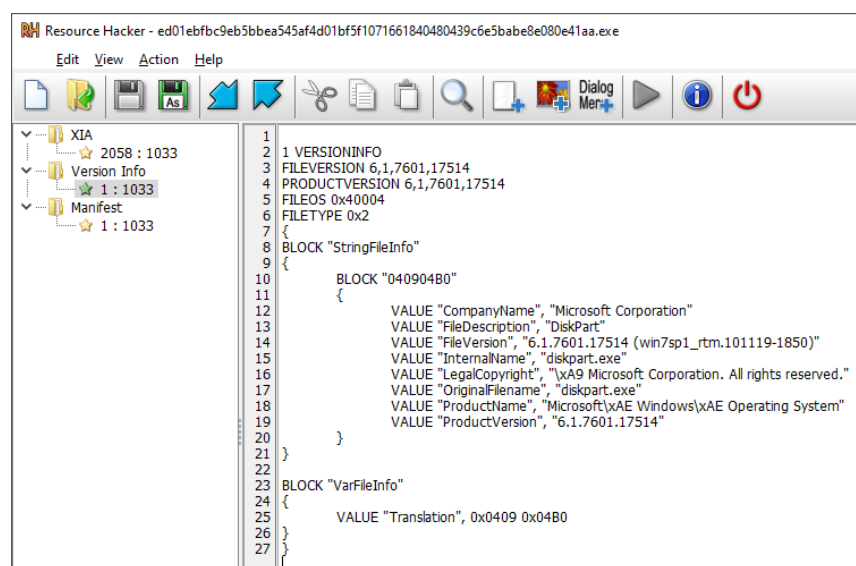 Resource Hacker - ed01ebfbc9eb5bbea545af4d01bf5f1071661840480439c6e5babe8e080e41aa.exe
Edit View Action Help
As
Dialog
Menu
XIA
2058 : 1033
Version Info
1 : 1033
Manifest
1 : 1033
1
2 1 VERSIONINFO
3 FILEVERSION 6,1,7601,17514
4 PRODUCTVERSION 6,1,7601,17514
5 FILEOS 0x40004
6 FILETYPE 0x2
7 {
8 BLOCK "StringFileInfo"
9 {
10 BLOCK "040904B0"
11 {
12 VALUE "CompanyName", "Microsoft Corporation"
13 VALUE "FileDescription", "DiskPart"
14 VALUE "FileVersion", "6.1.7601.17514 (win7sp1_rtm.101119-1850)"
15 VALUE "InternalName", "diskpart.exe"
16 VALUE "LegalCopyright", "\xA9 Microsoft Corporation. All rights reserved."
17 VALUE "OriginalFilename", "diskpart.exe"
18 VALUE "ProductName", "Microsoft\xAE Windows\xAE Operating System"
19 VALUE "ProductVersion", "6.1.7601.17514"
20 }
21 }
22
23 BLOCK "VarFileInfo"
24 {
25 VALUE "Translation", 0x0409 0x04B0
26 }
27 }